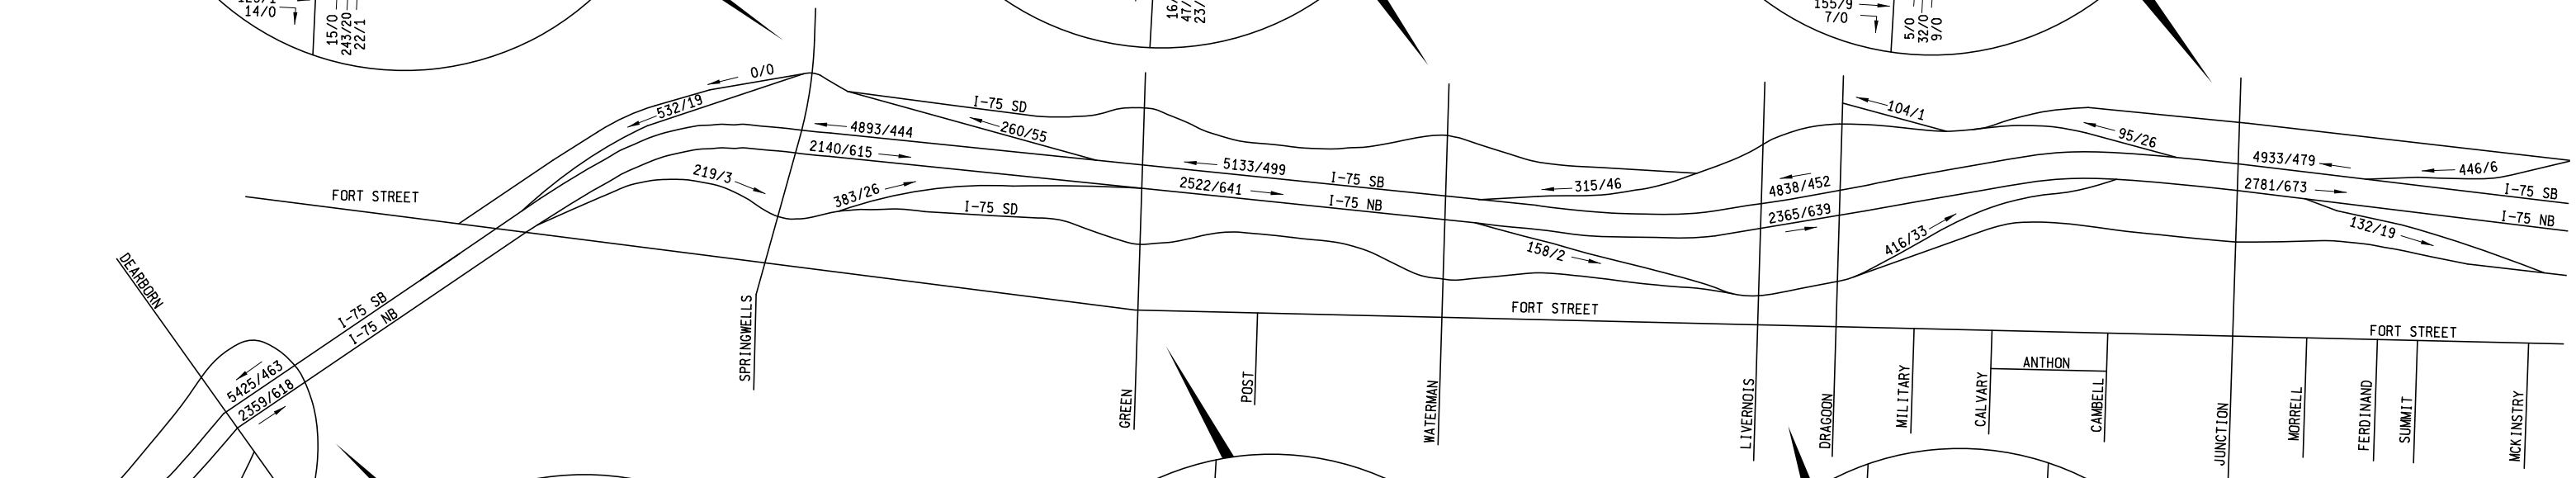 14/0
15/0
243/20
22/1
155/9
7/0
5/0
32/0
9/0
0/0
532/19
I-75 SD
260/55
4893/444
2140/615
219/3
383/26
I-75 SD
5133/499
I-75 SB
2522/641
I-75 NB
315/46
158/2
4838/452
2365/639
104/1
416/33
95/26
4933/479
446/6
I-75 SB
2781/673
I-75 NB
132/19
FORT STREET
FORT STREET
FORT STREET
DEARBORN
I-75 SB
I-75 NB
5425/463
2359/618
SPRINGWELLS
GREEN
POST
WATERMAN
LIVERNOIS
DRAGOON
MILITARY
CALVARY
ANTHON
CAMBELL
JUNCTION
MORRELL
FERDINAND
SUMMIT
MCKINSTRY